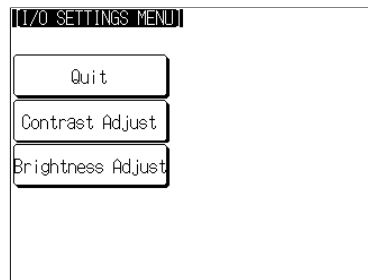 [I/O SETTINGS MENU]
Quit
Contrast Adjust
Brightness Adjust